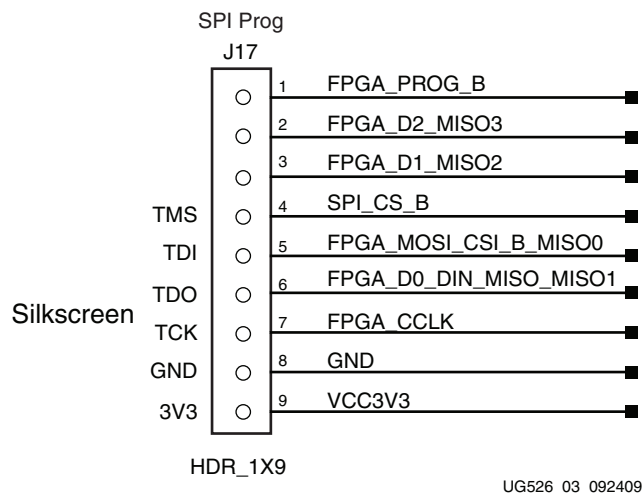 SPI Prog
J17
1 FPGA_PROG_B
2 FPGA_D2_MISO3
3 FPGA_D1_MISO2
TMS 4 SPI_CS_B
TDI 5 FPGA_MOSI_CSI_B_MISO0
TDO 6 FPGA_D0_DIN_MISO_MISO1
Silkscreen
TCK 7 FPGA_CCLK
GND 8 GND
3V3 9 VCC3V3
HDR_1X9
UG526_03_092409